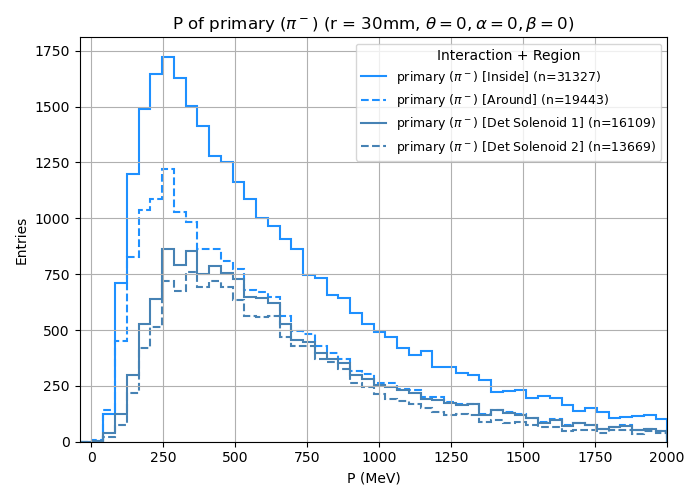 P of primary (π⁻) (r = 30mm, θ = 0, α = 0, β = 0)
Entries
1750
1500
1250
1000
750
500
250
0
Interaction + Region
primary (π⁻) [Inside] (n=31327)
primary (π⁻) [Around] (n=19443)
primary (π⁻) [Det Solenoid 1] (n=16109)
primary (π⁻) [Det Solenoid 2] (n=13669)
0 250 500 750 1000 1250 1500 1750 2000
P (MeV)